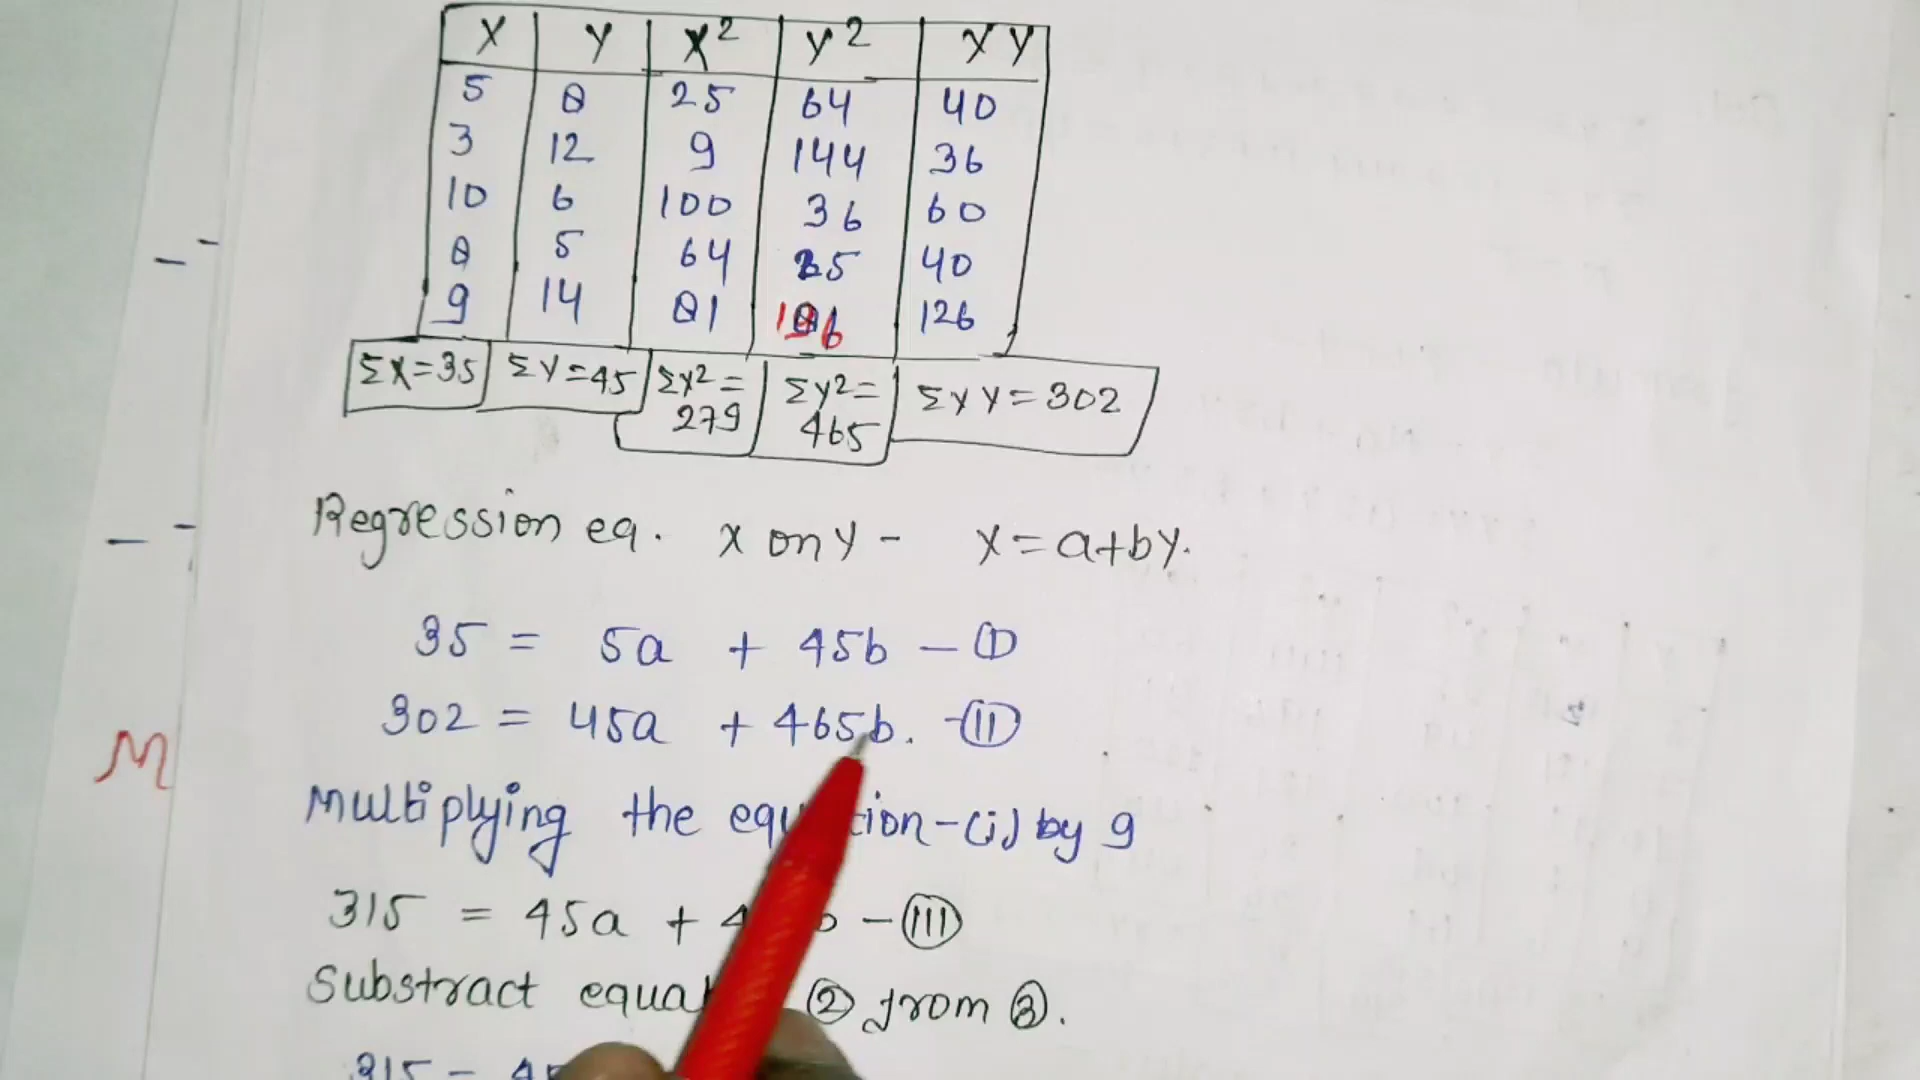 X Y X² Y² XY
5 8 25 64 40
3 12 9 144 36
10 6 100 36 60
8 5 64 25 40
9 14 81 196 126
ΣX=35 ΣY=45 Σx²= 279 Σy²= 465 ΣXY=302
Regression eq. X on Y - X=a+bY.
35 = 5a + 45b - (I)
302 = 45a + 465b. - (II)
Multiplying the equation-(i) by 9
315 = 45a + 4 b - (III)
Substract (2) from (3).
315 -
M